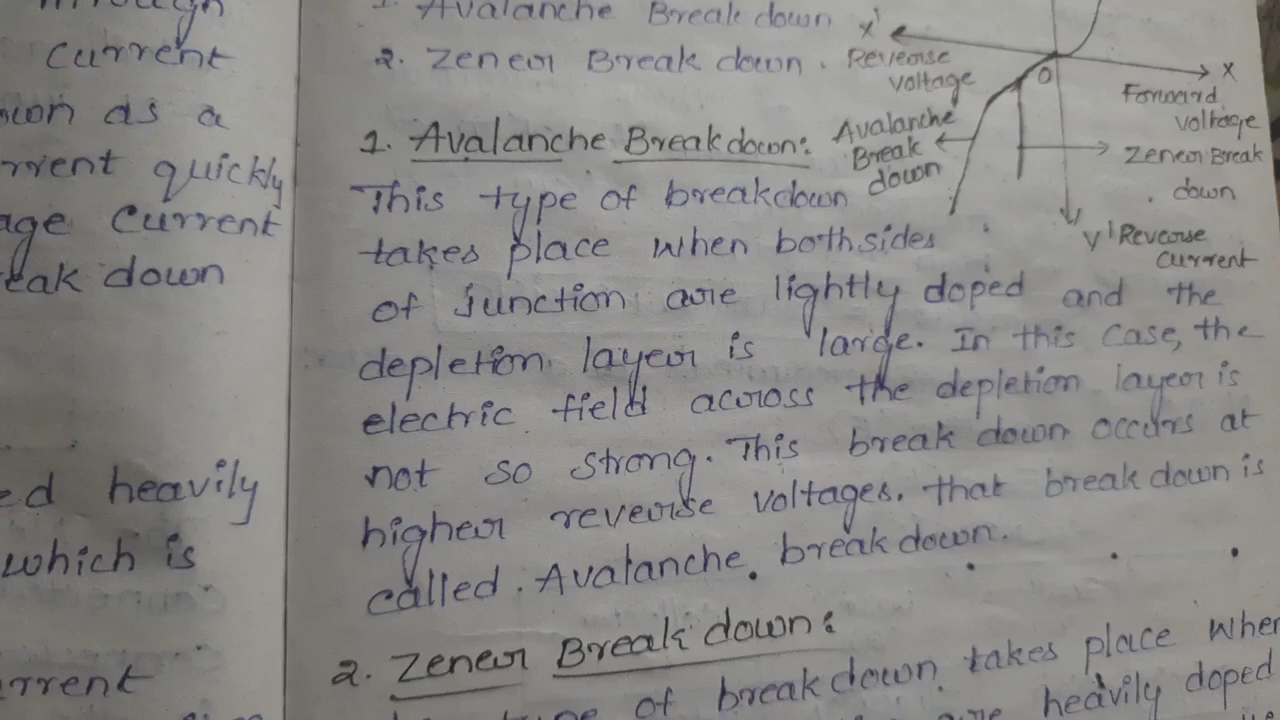 current
as a
quickly
current
down
heavily
which is
1. Avalanche Break down
2. Zener Break down.
1. Avalanche Breakdown:
This type of breakdown
takes place when both sides
of junction are lightly doped and the
depletion layer is large. In this case, the
electric field across the depletion layer is
not so strong. This break down occurs at
higher reverse voltages. that break down is
called. Avalanche break down.
2. Zener Break down:
of breakdown takes place when
heavily doped
X'
Reverse
voltage
O
X
Forward
voltage
Avalanche
Break
down
Zener Break
down
Y' Reverse
current